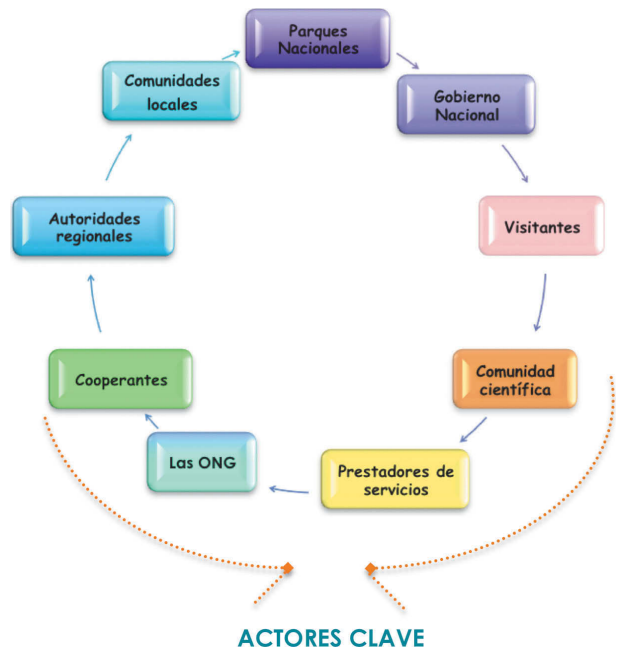 Parques
Nacionales
Gobierno
Nacional
Visitantes
Comunidad
científica
Prestadores de
servicios
Las ONG
Cooperantes
Autoridades
regionales
Comunidades
locales
ACTORES CLAVE